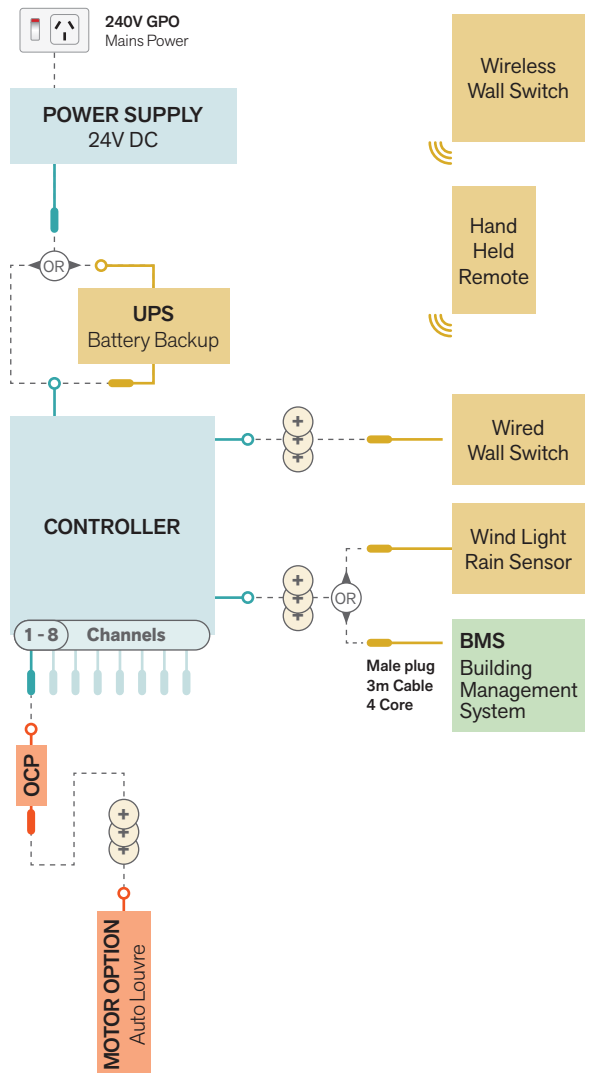 240V GPO
Mains Power
POWER SUPPLY
24V DC
OR
UPS
Battery Backup
CONTROLLER
1 - 8 Channels
OCP
MOTOR OPTION
Auto Louvre
Wireless
Wall Switch
Hand
Held
Remote
+
+
+
Wired
Wall Switch
+
+
+
OR
Wind Light
Rain Sensor
Male plug
3m Cable
4 Core
BMS
Building
Management
System
+
+
+